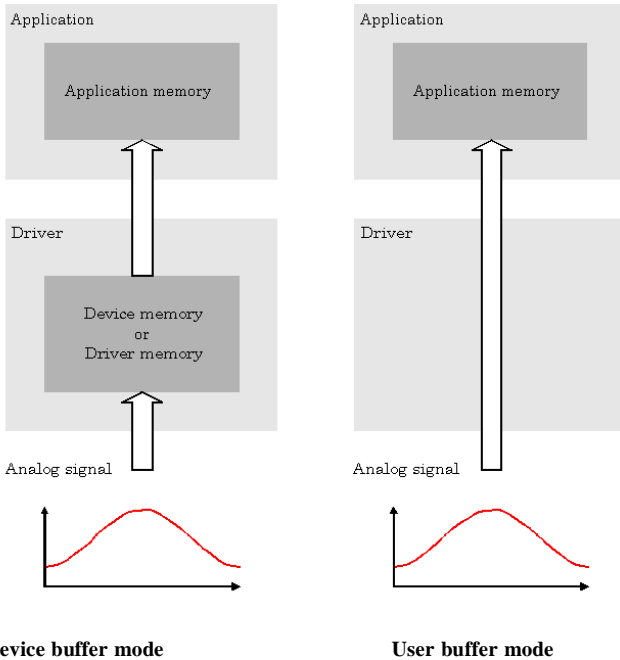 Application
Application memory
Driver
Device memory
or
Driver memory
Analog signal
evice buffer mode
Application
Application memory
Driver
Analog signal
User buffer mode